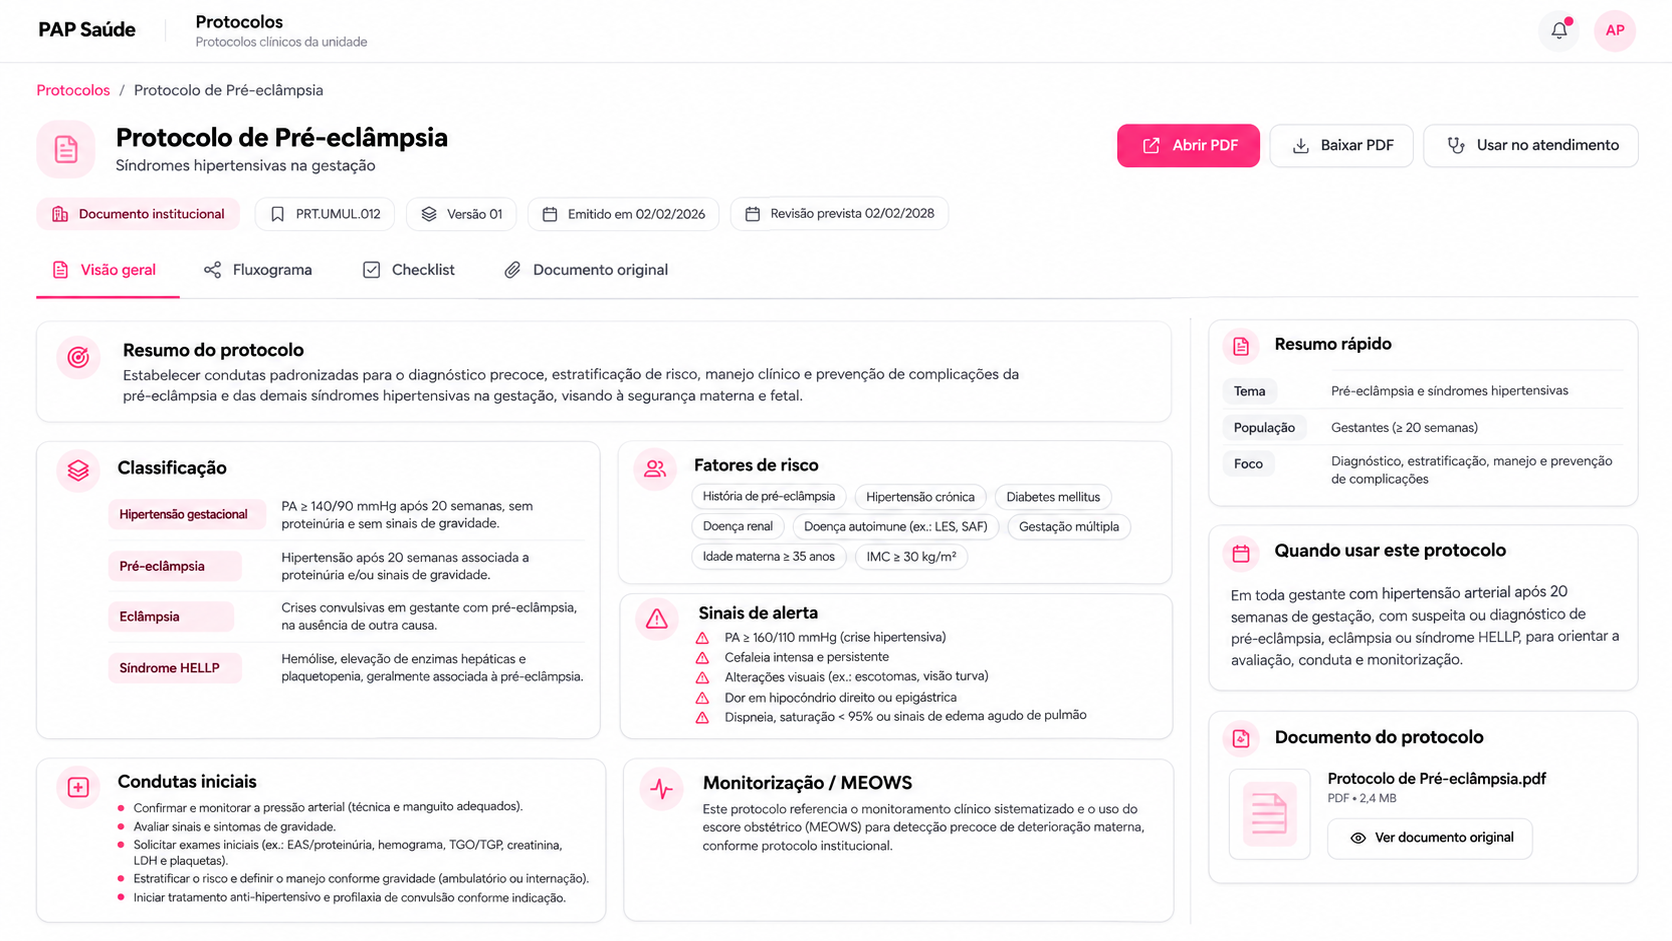 PAP Saúde
Protocolos
Protocolos clínicos da unidade
AP
Protocolos / Protocolo de Pré-eclâmpsia
Protocolo de Pré-eclâmpsia
Síndromes hipertensivas na gestação
Abrir PDF
Baixar PDF
Usar no atendimento
Documento institucional
PRT.UMUL.012
Versão 01
Emitido em 02/02/2026
Revisão prevista 02/02/2028
Visão geral
Fluxograma
Checklist
Documento original
Resumo do protocolo
Estabelecer condutas padronizadas para o diagnóstico precoce, estratificação de risco, manejo clínico e prevenção de complicações da
pré-eclâmpsia e das demais síndromes hipertensivas na gestação, visando à segurança materna e fetal.
Classificação
Hipertensão gestacional
PA ≥ 140/90 mmHg após 20 semanas, sem
proteinúria e sem sinais de gravidade.
Pré-eclâmpsia
Hipertensão após 20 semanas associada a
proteinúria e/ou sinais de gravidade.
Eclâmpsia
Crises convulsivas em gestante com pré-eclâmpsia,
na ausência de outra causa.
Síndrome HELLP
Hemólise, elevação de enzimas hepáticas e
plaquetopenia, geralmente associada à pré-eclâmpsia.
Fatores de risco
História de pré-eclâmpsia
Hipertensão crônica
Diabetes mellitus
Doença renal
Doença autoimune (ex.: LES, SAF)
Gestação múltipla
Idade materna ≥ 35 anos
IMC ≥ 30 kg/m²
Sinais de alerta
PA ≥ 160/110 mmHg (crise hipertensiva)
Cefaleia intensa e persistente
Alterações visuais (ex.: escotomas, visão turva)
Dor em hipocôndrio direito ou epigástrica
Dispneia, saturação < 95% ou sinais de edema agudo de pulmão
Condutas iniciais
Confirmar e monitorar a pressão arterial (técnica e manguito adequados).
Avaliar sinais e sintomas de gravidade.
Solicitar exames iniciais (ex.: EAS/proteinúria, hemograma, TGO/TGP, creatinina,
LDH e plaquetas).
Estratificar o risco e definir o manejo conforme gravidade (ambulatório ou internação).
Iniciar tratamento anti-hipertensivo e profilaxia de convulsão conforme indicação.
Monitorização / MEOWS
Este protocolo referencia o monitoramento clínico sistematizado e o uso do
escore obstétrico (MEOWS) para detecção precoce de deterioração materna,
conforme protocolo institucional.
Resumo rápido
Tema
Pré-eclâmpsia e síndromes hipertensivas
População
Gestantes (≥ 20 semanas)
Foco
Diagnóstico, estratificação, manejo e prevenção
de complicações
Quando usar este protocolo
Em toda gestante com hipertensão arterial após 20
semanas de gestação, com suspeita ou diagnóstico de
pré-eclâmpsia, eclâmpsia ou síndrome HELLP, para orientar a
avaliação, conduta e monitorização.
Documento do protocolo
Protocolo de Pré-eclâmpsia.pdf
PDF • 2,4 MB
Ver documento original